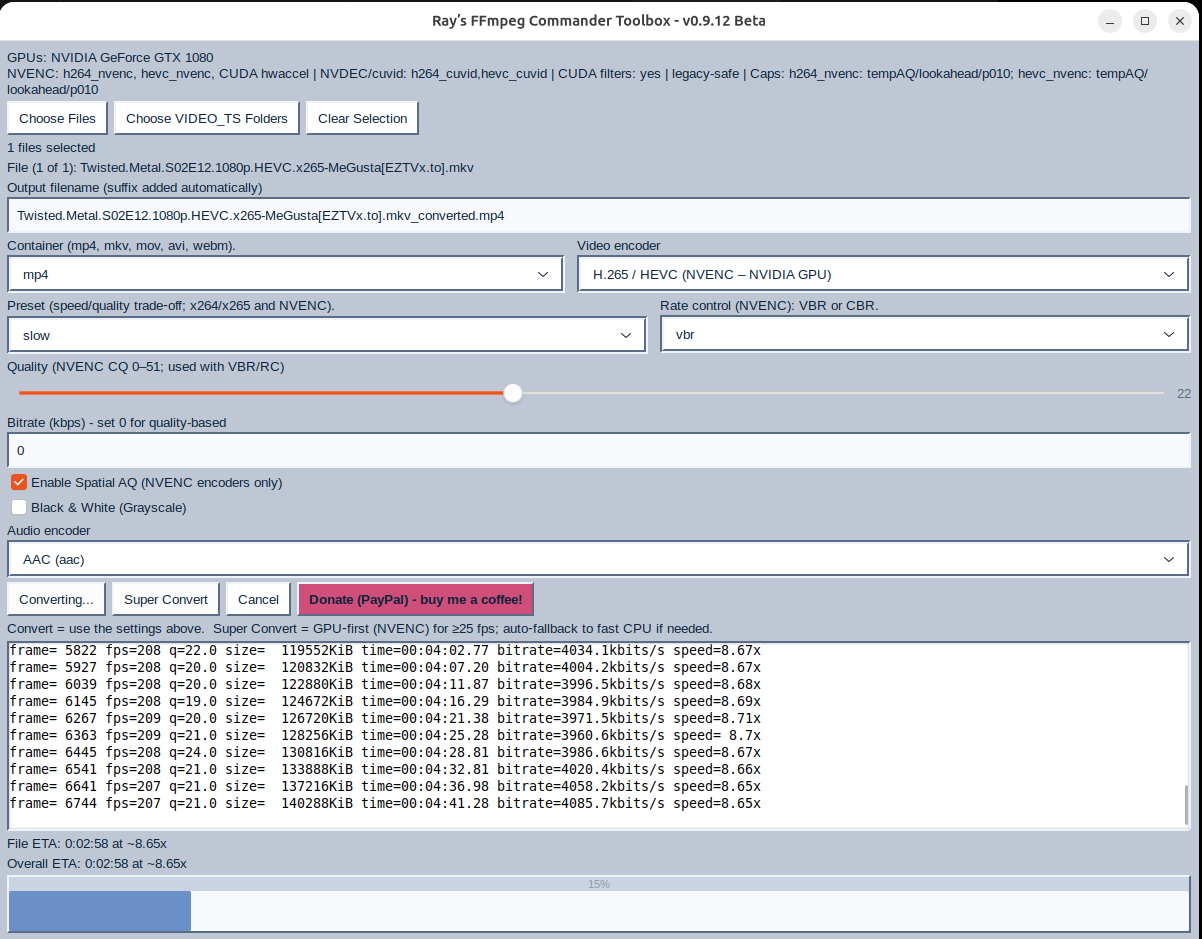 Ray's FFmpeg Commander Toolbox - v0.9.12 Beta
GPUs: NVIDIA GeForce GTX 1080
NVENC: h264_nvenc, hevc_nvenc, CUDA hwaccel | NVDEC/cuvid: h264_cuvid,hevc_cuvid | CUDA filters: yes | legacy-safe | Caps: h264_nvenc: tempAQ/lookahead/p010; hevc_nvenc: tempAQ/
lookahead/p010
Choose Files Choose VIDEO_TS Folders Clear Selection
1 files selected
File (1 of 1): Twisted.Metal.S02E12.1080p.HEVC.x265-MeGusta[EZTVx.to].mkv
Output filename (suffix added automatically)
Twisted.Metal.S02E12.1080p.HEVC.x265-MeGusta[EZTVx.to].mkv_converted.mp4
Container (mp4, mkv, mov, avi, webm). Video encoder
mp4 H.265 / HEVC (NVENC – NVIDIA GPU)
Preset (speed/quality trade-off; x264/x265 and NVENC). Rate control (NVENC): VBR or CBR.
slow vbr
Quality (NVENC CQ 0–51; used with VBR/RC)
22
Bitrate (kbps) - set 0 for quality-based
0
Enable Spatial AQ (NVENC encoders only)
Black & White (Grayscale)
Audio encoder
AAC (aac)
Converting... Super Convert Cancel Donate (PayPal) - buy me a coffee!
Convert = use the settings above.  Super Convert = GPU-first (NVENC) for ≥25 fps; auto-fallback to fast CPU if needed.
frame= 5822 fps=208 q=22.0 size=  119552KiB time=00:04:02.77 bitrate=4034.1kbits/s speed=8.67x
frame= 5927 fps=208 q=20.0 size=  120832KiB time=00:04:07.20 bitrate=4004.2kbits/s speed=8.67x
frame= 6039 fps=208 q=20.0 size=  122880KiB time=00:04:11.87 bitrate=3996.5kbits/s speed=8.68x
frame= 6145 fps=208 q=19.0 size=  124672KiB time=00:04:16.29 bitrate=3984.9kbits/s speed=8.69x
frame= 6267 fps=209 q=20.0 size=  126720KiB time=00:04:21.38 bitrate=3971.5kbits/s speed=8.71x
frame= 6363 fps=209 q=21.0 size=  128256KiB time=00:04:25.28 bitrate=3960.6kbits/s speed= 8.7x
frame= 6445 fps=208 q=24.0 size=  130816KiB time=00:04:28.81 bitrate=3986.6kbits/s speed=8.67x
frame= 6541 fps=208 q=21.0 size=  133888KiB time=00:04:32.81 bitrate=4020.4kbits/s speed=8.66x
frame= 6641 fps=207 q=21.0 size=  137216KiB time=00:04:36.98 bitrate=4058.2kbits/s speed=8.65x
frame= 6744 fps=207 q=21.0 size=  140288KiB time=00:04:41.28 bitrate=4085.7kbits/s speed=8.65x
File ETA: 0:02:58 at ~8.65x
Overall ETA: 0:02:58 at ~8.65x
15%